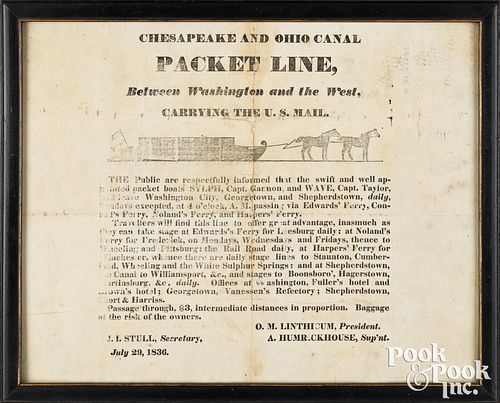 CHESAPEAKE AND OHIO CANAL
PACKET LINE,
Between Washington and the West,
CARRYING THE U. S. MAIL.
THE Public are respectfully informed that the swift and well ap-
pointed packet boats SYLPH, Capt. Gannon, and WAVE, Capt. Taylor,
leave Washington City, Georgetown, and Shepherdstown, daily,
excepted, at 4 o'clock, A. M. passing; via Edwards' Ferry, Con-
Ferry, Noland's Ferry, and Harpers' Ferry.
Travellers will find this line to offer great advantage, inasmuch as
they can take stage at Edwards's Ferry for Leesburg daily: at Noland's
Ferry for Frederick, on Mondays, Wednesdays and Fridays, thence to
Wheeling and Pittsburg: the Rail Road daily, at Harpers' Ferry for
whence there are daily stage lines to Staunton, Cumber-
Wheeling and the White Sulphur Springs: and at Shepherdstown,
Canal to Williamsport, &c., and stages to Boonsboro', Hagerstown,
Martinsburg, &c., daily. Offices at Washington, Fuller's hotel and
hotel; Georgetown, Vanessen's Refectory; Shepherdstown,
& Harriss.
Passage through, $3, intermediate distances in proportion. Baggage
at the risk of the owners.
O. M. LINTHICUM, President.
J. I. STULL, Secretary,
A. HUMRICKHOUSE, Sup'nt.
July 29, 1836.
POOK & POOK Inc.